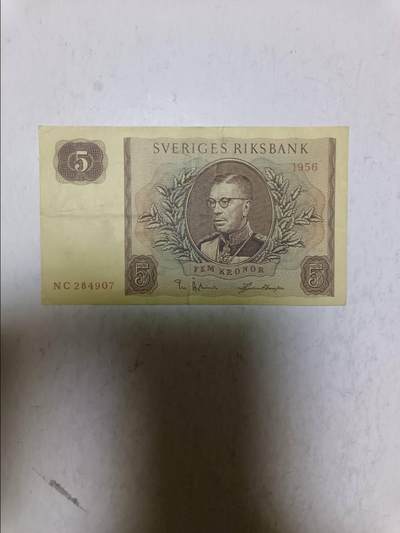 SVERIGES RIKSBANK
5
1956
NC 284907
FEM KRONOR
5
5